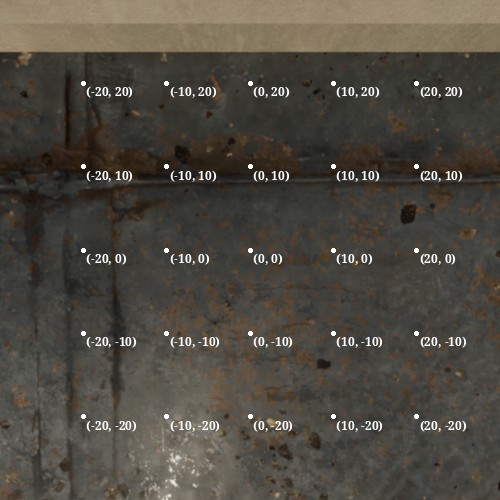 (-20, 20) (-10, 20) (0, 20) (10, 20) (20, 20)
(-20, 10) (-10, 10) (0, 10) (10, 10) (20, 10)
(-20, 0) (-10, 0) (0, 0) (10, 0) (20, 0)
(-20, -10) (-10, -10) (0, -10) (10, -10) (20, -10)
(-20, -20) (-10, -20) (0, -20) (10, -20) (20, -20)